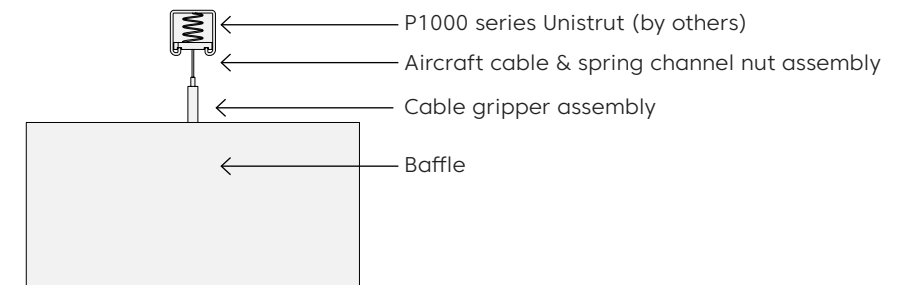 P1000 series Unistrut (by others)
Aircraft cable & spring channel nut assembly
Cable gripper assembly
Baffle